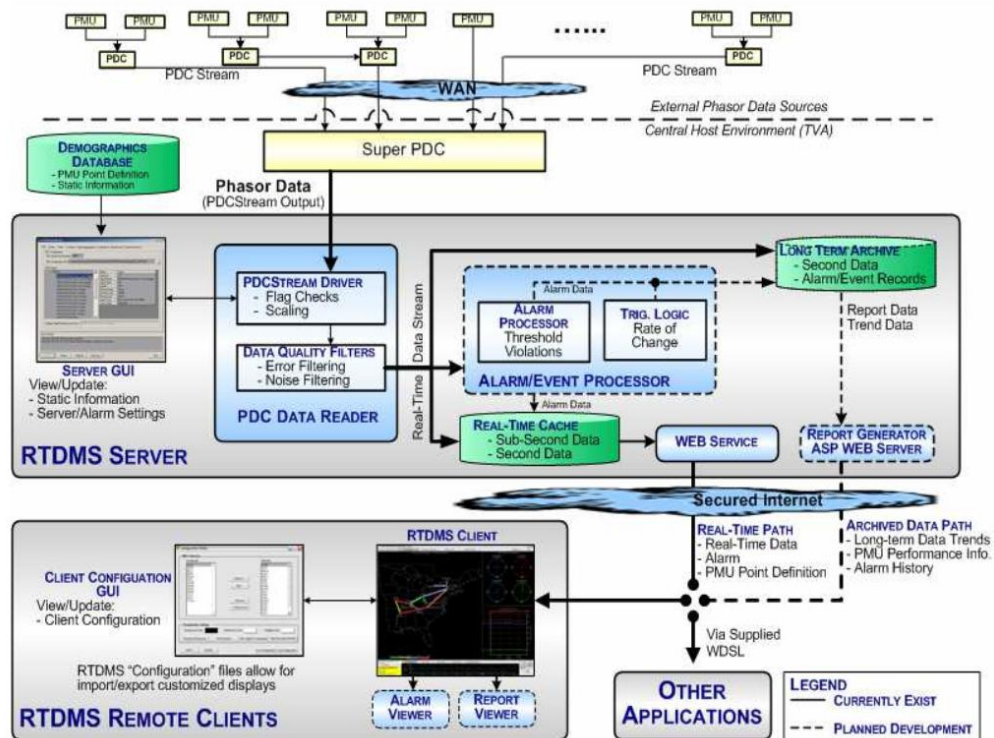 PMU PMU PMU PMU PMU PMU PMU PMU PMU
......
PDC PDC PDC PDC
PDC Stream
PDC Stream
WAN
External Phasor Data Sources
Central Host Environment (TVA)
Super PDC
DEMOGRAPHICS
DATABASE
- PMU Point Definition
- Static Information
Phasor Data
(PDCStream Output)
PDCSTREAM DRIVER
- Flag Checks
- Scaling
DATA QUALITY FILTERS
- Error Filtering
- Noise Filtering
PDC DATA READER
SERVER GUI
View/Update:
- Static Information
- Server/Alarm Settings
RTDMS SERVER
Real-Time Data Stream
Alarm Data
ALARM
PROCESSOR
Threshold
Violations
TRIG. LOGIC
Rate of
Change
ALARM/EVENT PROCESSOR
Alarm Data
LONG TERM ARCHIVE
- Second Data
- Alarm/Event Records
Report Data
Trend Data
REAL-TIME CACHE
- Sub-Second Data
- Second Data
WEB SERVICE
REPORT GENERATOR
ASP WEB SERVER
Secured Internet
REAL-TIME PATH
- Real-Time Data
- Alarm
- PMU Point Definition
ARCHIVED DATA PATH
- Long-term Data Trends
- PMU Performance Info.
- Alarm History
RTDMS CLIENT
CLIENT CONFIGUATION
GUI
View/Update:
- Client Configuration
RTDMS "Configuration" files allow for
import/export customized displays
ALARM
VIEWER
REPORT
VIEWER
RTDMS REMOTE CLIENTS
Via Supplied
WDSL
OTHER
APPLICATIONS
LEGEND
CURRENTLY EXIST
PLANNED DEVELOPMENT